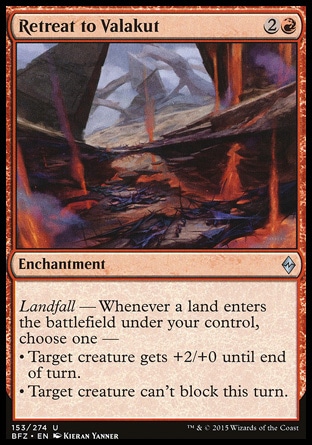 Retreat to Valakut 2
Enchantment
Landfall — Whenever a land enters
the battlefield under your control,
choose one —
• Target creature gets +2/+0 until end
of turn.
• Target creature can't block this turn.
153/274 U
BFZ • EN KIERAN YANNER
™ & © 2015 Wizards of the Coast